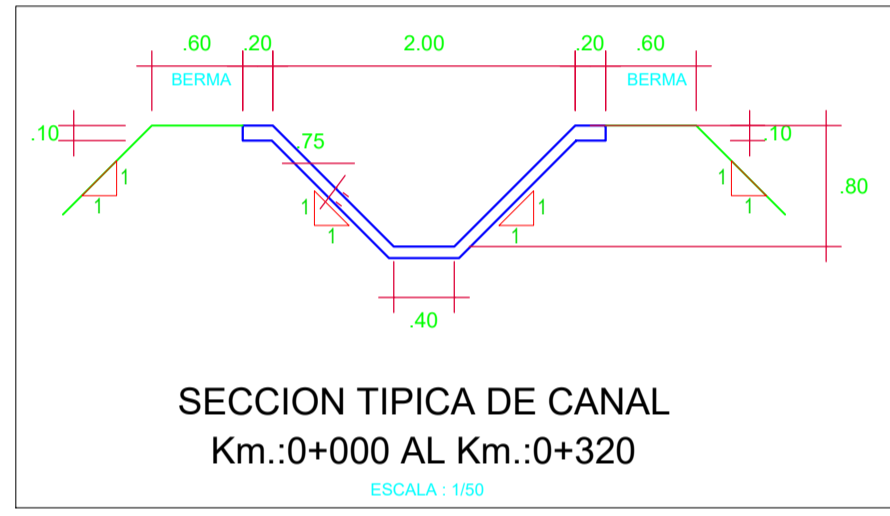 .60 .20 2.00 .20 .60
BERMA BERMA
.10 .75 .10
1 1 1 1 .80
1 1 1 1
.40
SECCION TIPICA DE CANAL
Km.:0+000 AL Km.:0+320
ESCALA : 1/50